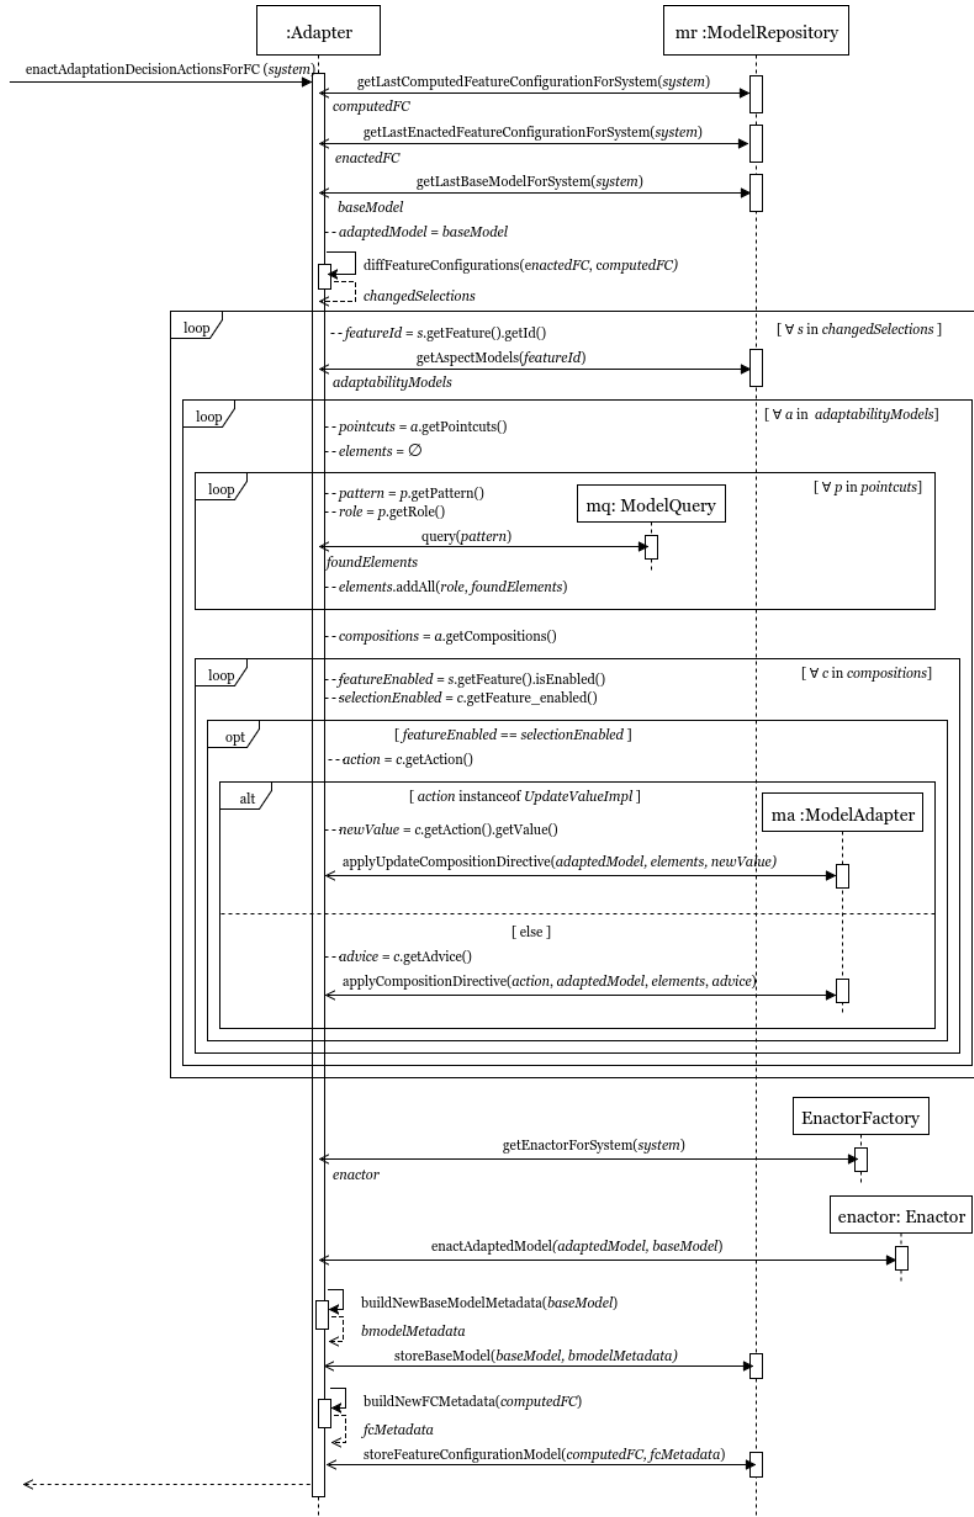 :Adapter
mr :ModelRepository
enactAdaptationDecisionActionsForFC (system)
getLastComputedFeatureConfigurationForSystem(system)
computedFC
getLastEnactedFeatureConfigurationForSystem(system)
enactedFC
getLastBaseModelForSystem(system)
baseModel
adaptedModel = baseModel
diffFeatureConfigurations(enactedFC, computedFC)
changedSelections
loop
[ ∀ s in changedSelections ]
featureId = s.getFeature().getId()
getAspectModels(featureId)
adaptabilityModels
loop
[ ∀ a in adaptabilityModels]
pointcuts = a.getPointcuts()
elements = ∅
loop
[ ∀ p in pointcuts]
pattern = p.getPattern()
role = p.getRole()
mq: ModelQuery
query(pattern)
foundElements
elements.addAll(role, foundElements)
compositions = a.getCompositions()
loop
[ ∀ c in compositions]
featureEnabled = s.getFeature().isEnabled()
selectionEnabled = c.getFeature_enabled()
opt
[ featureEnabled == selectionEnabled ]
action = c.getAction()
alt
[ action instanceof UpdateValueImpl ]
ma :ModelAdapter
newValue = c.getAction().getValue()
applyUpdateCompositionDirective(adaptedModel, elements, newValue)
[ else ]
advice = c.getAdvice()
applyCompositionDirective(action, adaptedModel, elements, advice)
EnactorFactory
getEnactorForSystem(system)
enactor
enactor: Enactor
enactAdaptedModel(adaptedModel, baseModel)
buildNewBaseModelMetadata(baseModel)
bmodelMetadata
storeBaseModel(baseModel, bmodelMetadata)
buildNewFCMetadata(computedFC)
fcMetadata
storeFeatureConfigurationModel(computedFC, fcMetadata)